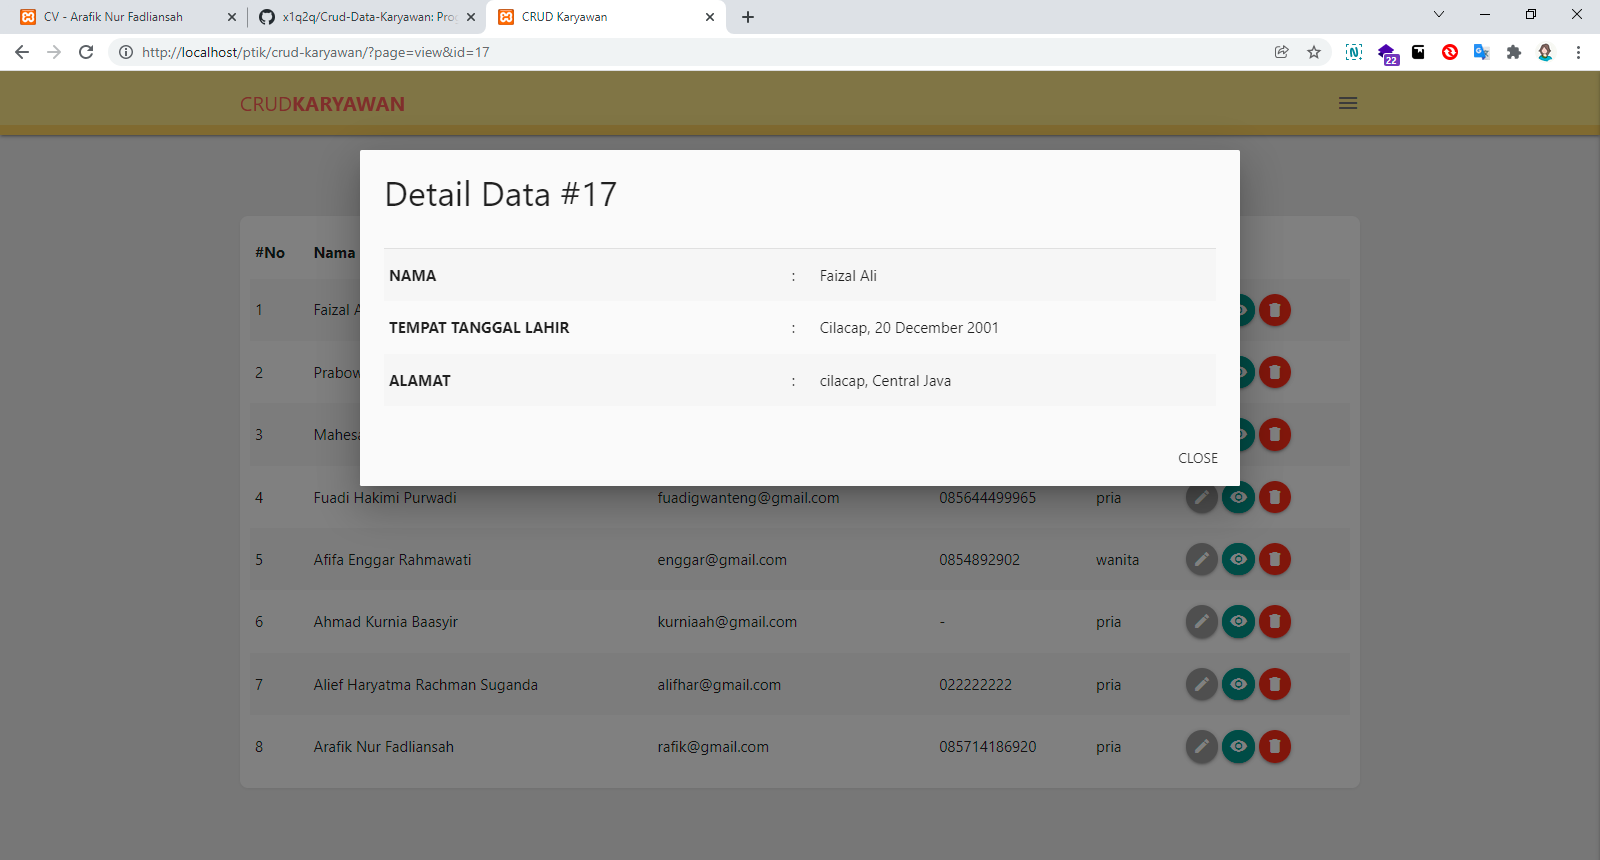 CV - Arafik Nur Fadliansah
x1q2q/Crud-Data-Karyawan: Pro
CRUD Karyawan
http://localhost/ptik/crud-karyawan/?page=view&id=17
22
CRUDKARYAWAN
Detail Data #17
NAMA : Faizal Ali
TEMPAT TANGGAL LAHIR : Cilacap, 20 December 2001
ALAMAT : cilacap, Central Java
CLOSE
#No Nama
1 Faizal A
2 Prabow
3 Mahesa
4 Fuadi Hakimi Purwadi fuadigwanteng@gmail.com 085644499965 pria
5 Afifa Enggar Rahmawati enggar@gmail.com 0854892902 wanita
6 Ahmad Kurnia Baasyir kurniaah@gmail.com - pria
7 Alief Haryatma Rachman Suganda alifhar@gmail.com 022222222 pria
8 Arafik Nur Fadliansah rafik@gmail.com 085714186920 pria